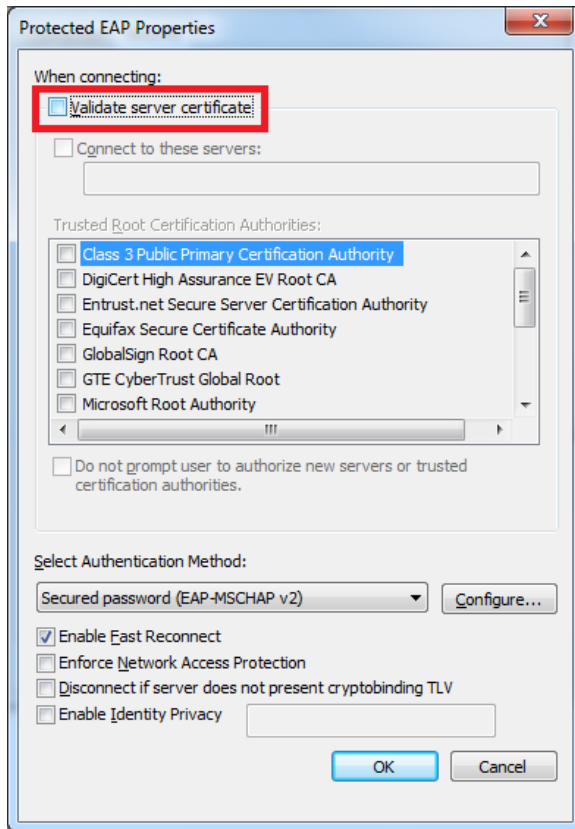 Protected EAP Properties
When connecting:
Validate server certificate
Connect to these servers:
Trusted Root Certification Authorities:
Class 3 Public Primary Certification Authority
DigiCert High Assurance EV Root CA
Entrust.net Secure Server Certification Authority
Equifax Secure Certificate Authority
GlobalSign Root CA
GTE CyberTrust Global Root
Microsoft Root Authority
Do not prompt user to authorize new servers or trusted
certification authorities.
Select Authentication Method:
Secured password (EAP-MSCHAP v2)
Configure...
Enable Fast Reconnect
Enforce Network Access Protection
Disconnect if server does not present cryptobinding TLV
Enable Identity Privacy
OK
Cancel